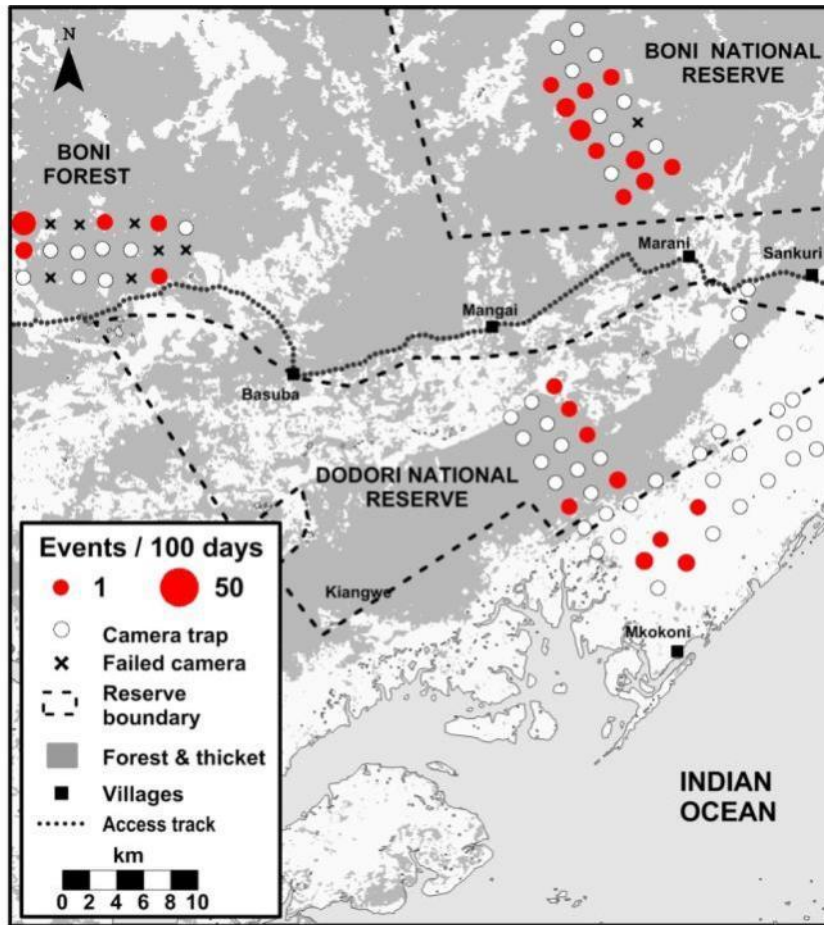 N
BONI NATIONAL
RESERVE
BONI
FOREST
Marani
Sankuri
Mangai
Basuba
DODORI NATIONAL
RESERVE
Kiangwe
Mkokoni
INDIAN
OCEAN
Events / 100 days
1 50
Camera trap
Failed camera
Reserve
boundary
Forest & thicket
Villages
Access track
km
0 2 4 6 8 10